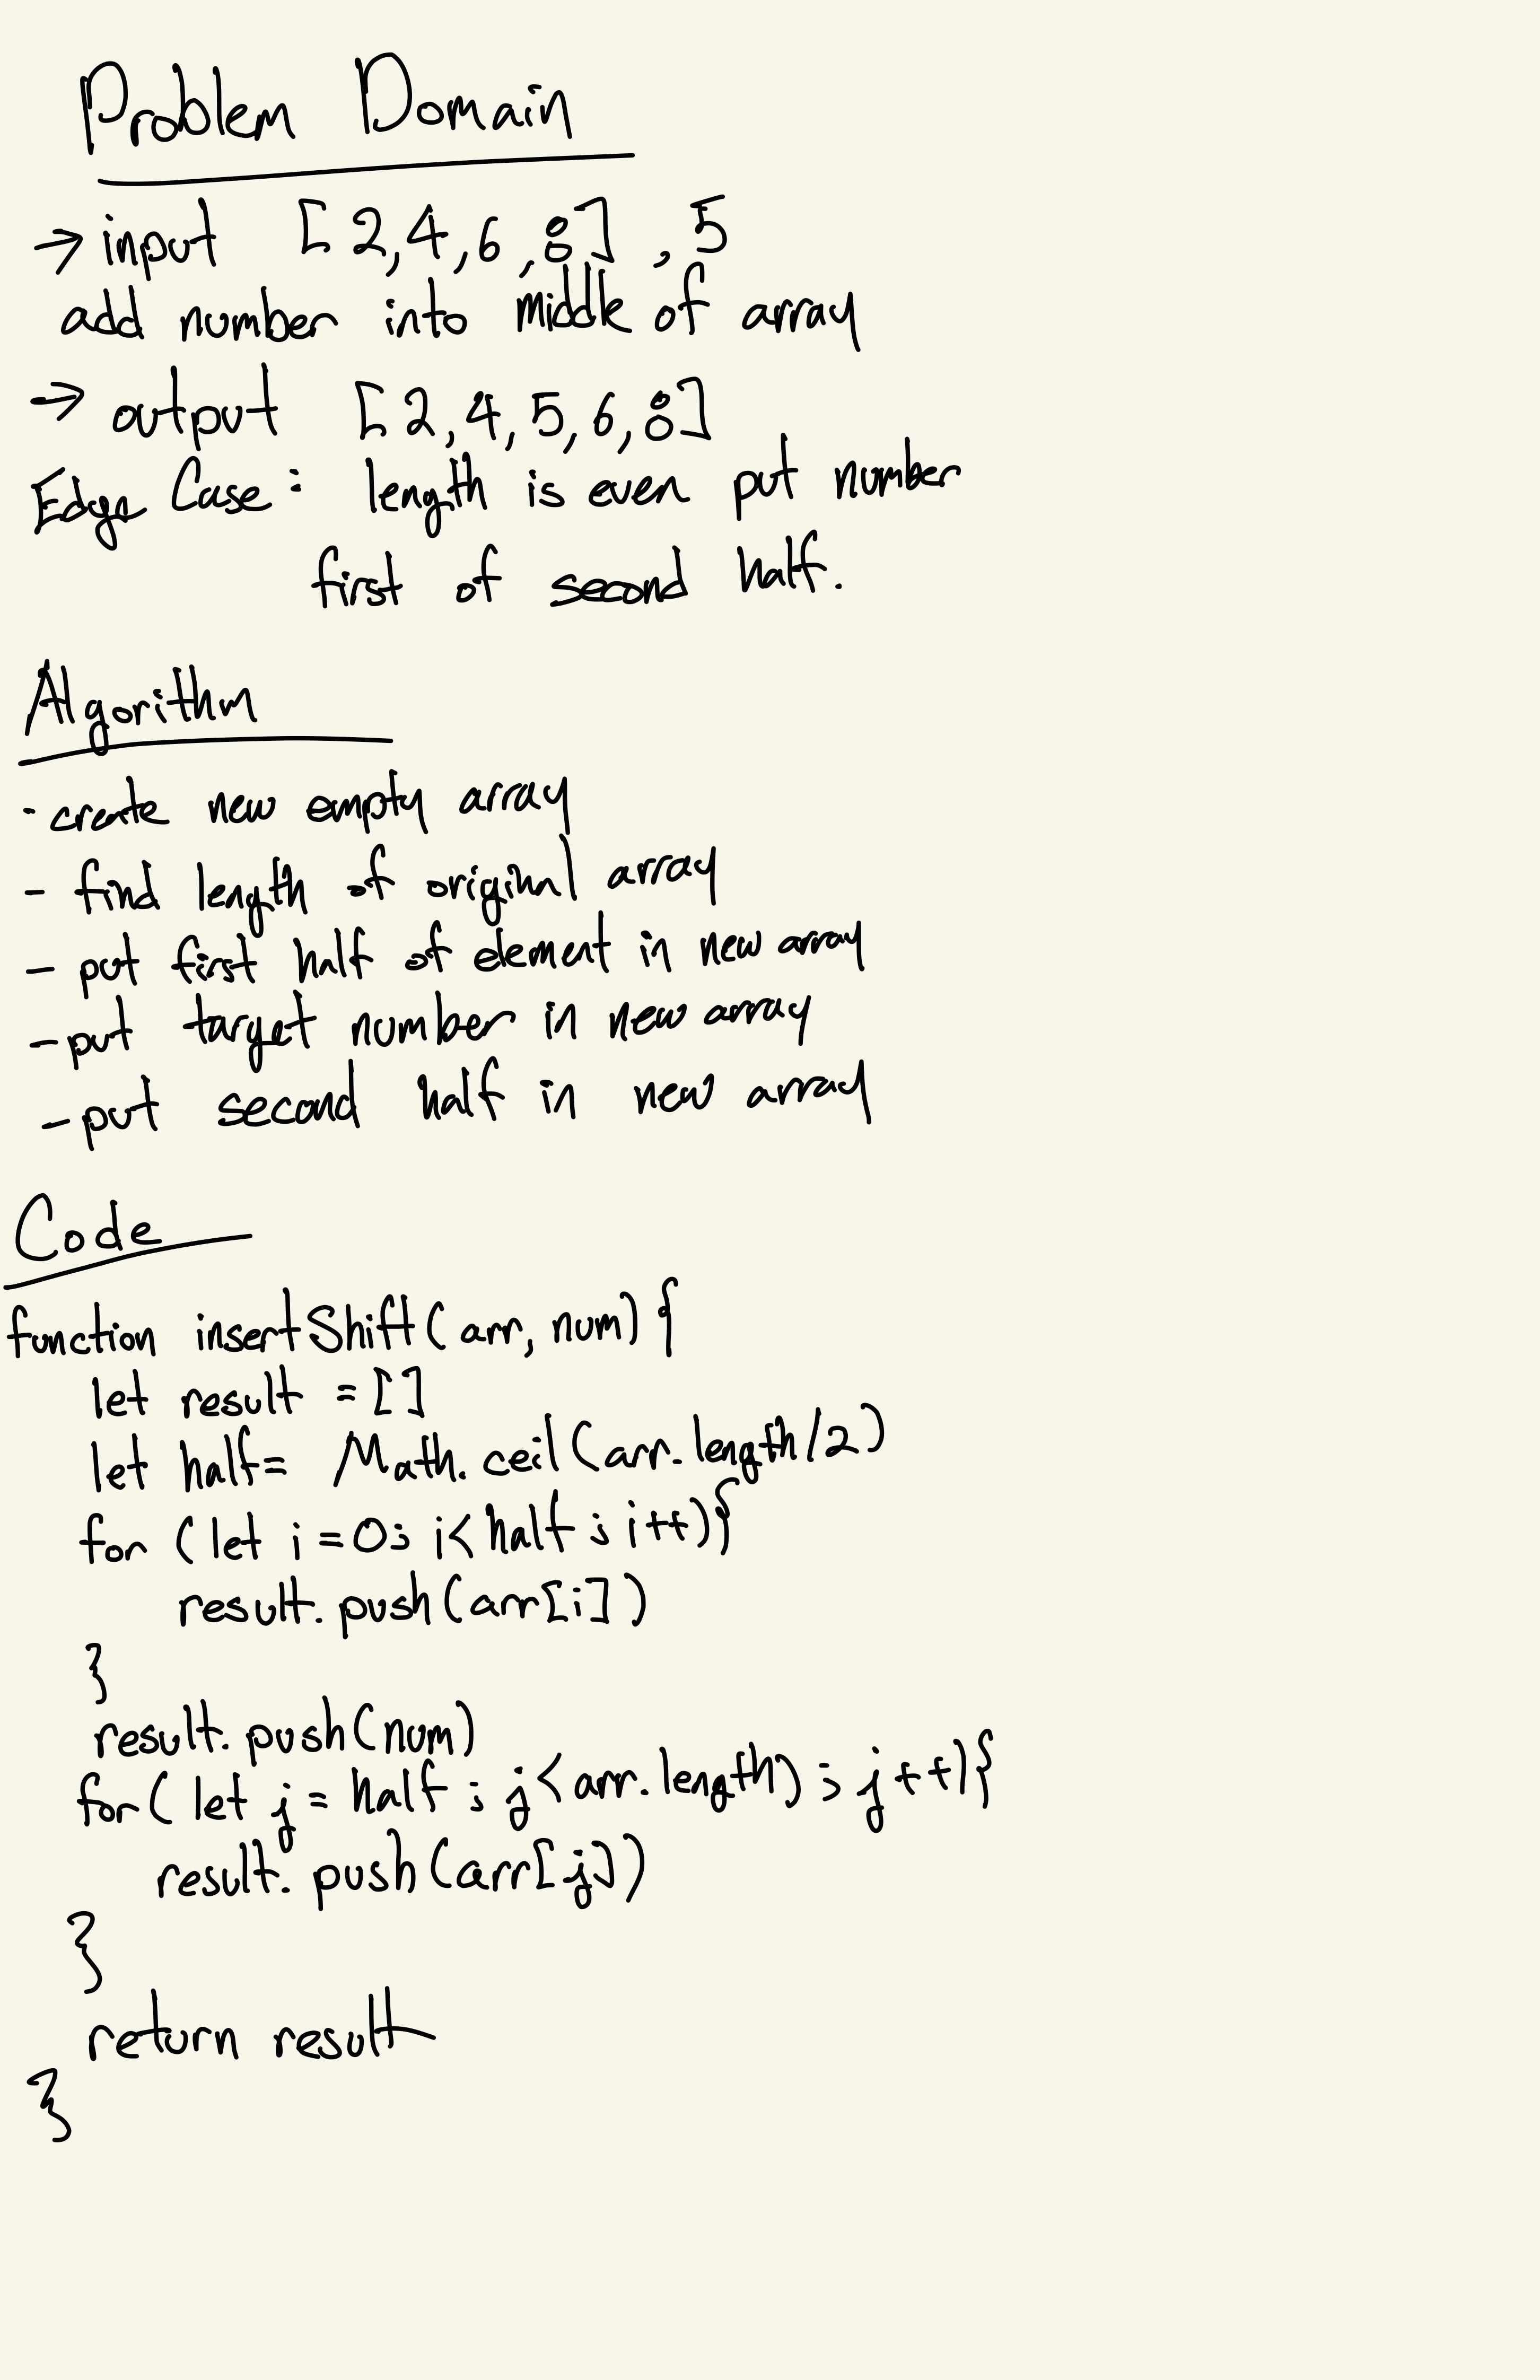 Problem Domain
→ input [2,4,6,8], 5
add number into middle of array
→ output [2,4,5,6,8]
Edge Case: length is even put number
first of second half.
Algorithm
- create new empty array
- find length of original array
- put first half of element in new array
- put target number in new array
- put second half in new array
Code
function insertShift(arr, num) {
let result = []
let half = Math.ceil(arr.length/2)
for (let i=0; i<half; i++)){
result.push(arr[i])
}
result.push(num)
for(let j = half; j<arr.length); j++){
result.push(arr[j])
}
return result
}